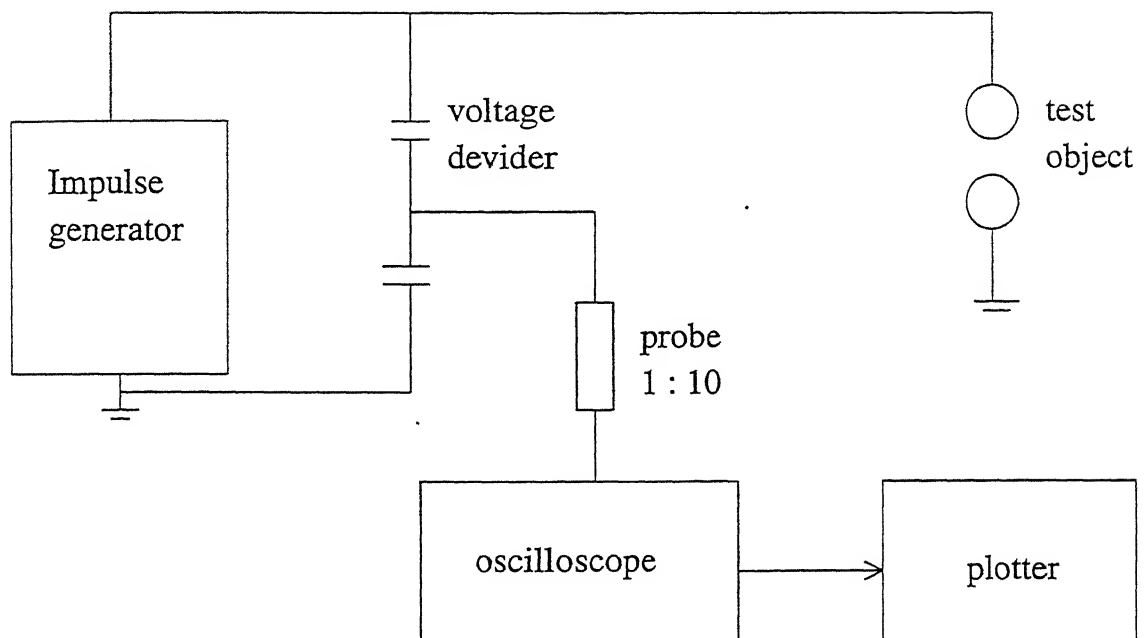 voltage
devider
test
object
Impulse
generator
probe
1 : 10
oscilloscope
plotter